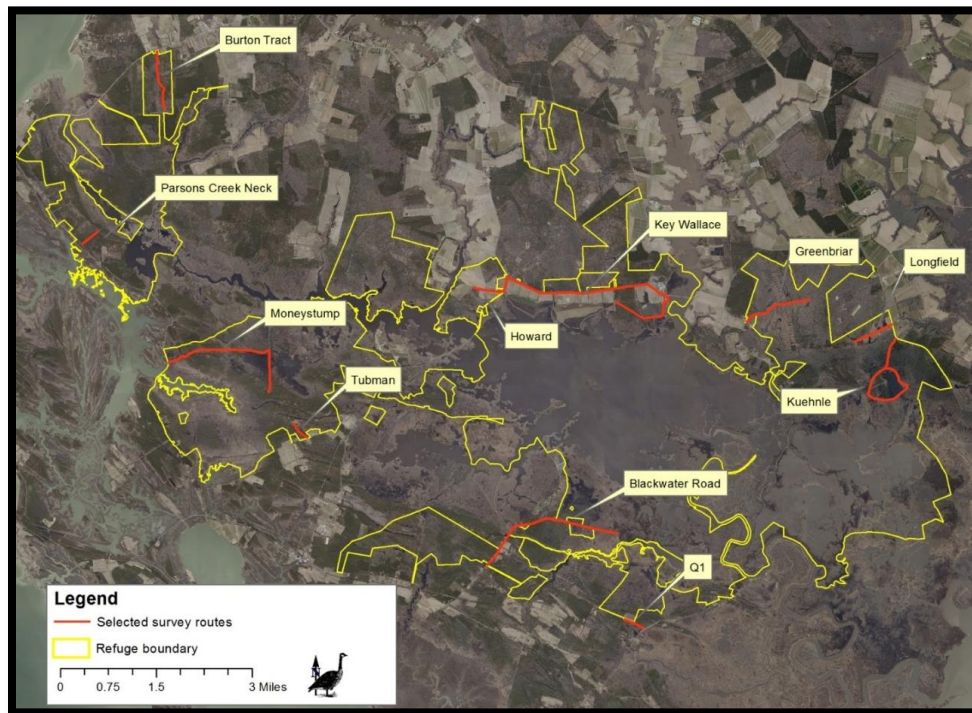 Burton Tract
Parsons Creek Neck
Key Wallace
Greenbriar
Longfield
Moneystump
Howard
Tubman
Kuehnle
Blackwater Road
Q1
Legend
Selected survey routes
Refuge boundary
N
0 0.75 1.5 3 Miles